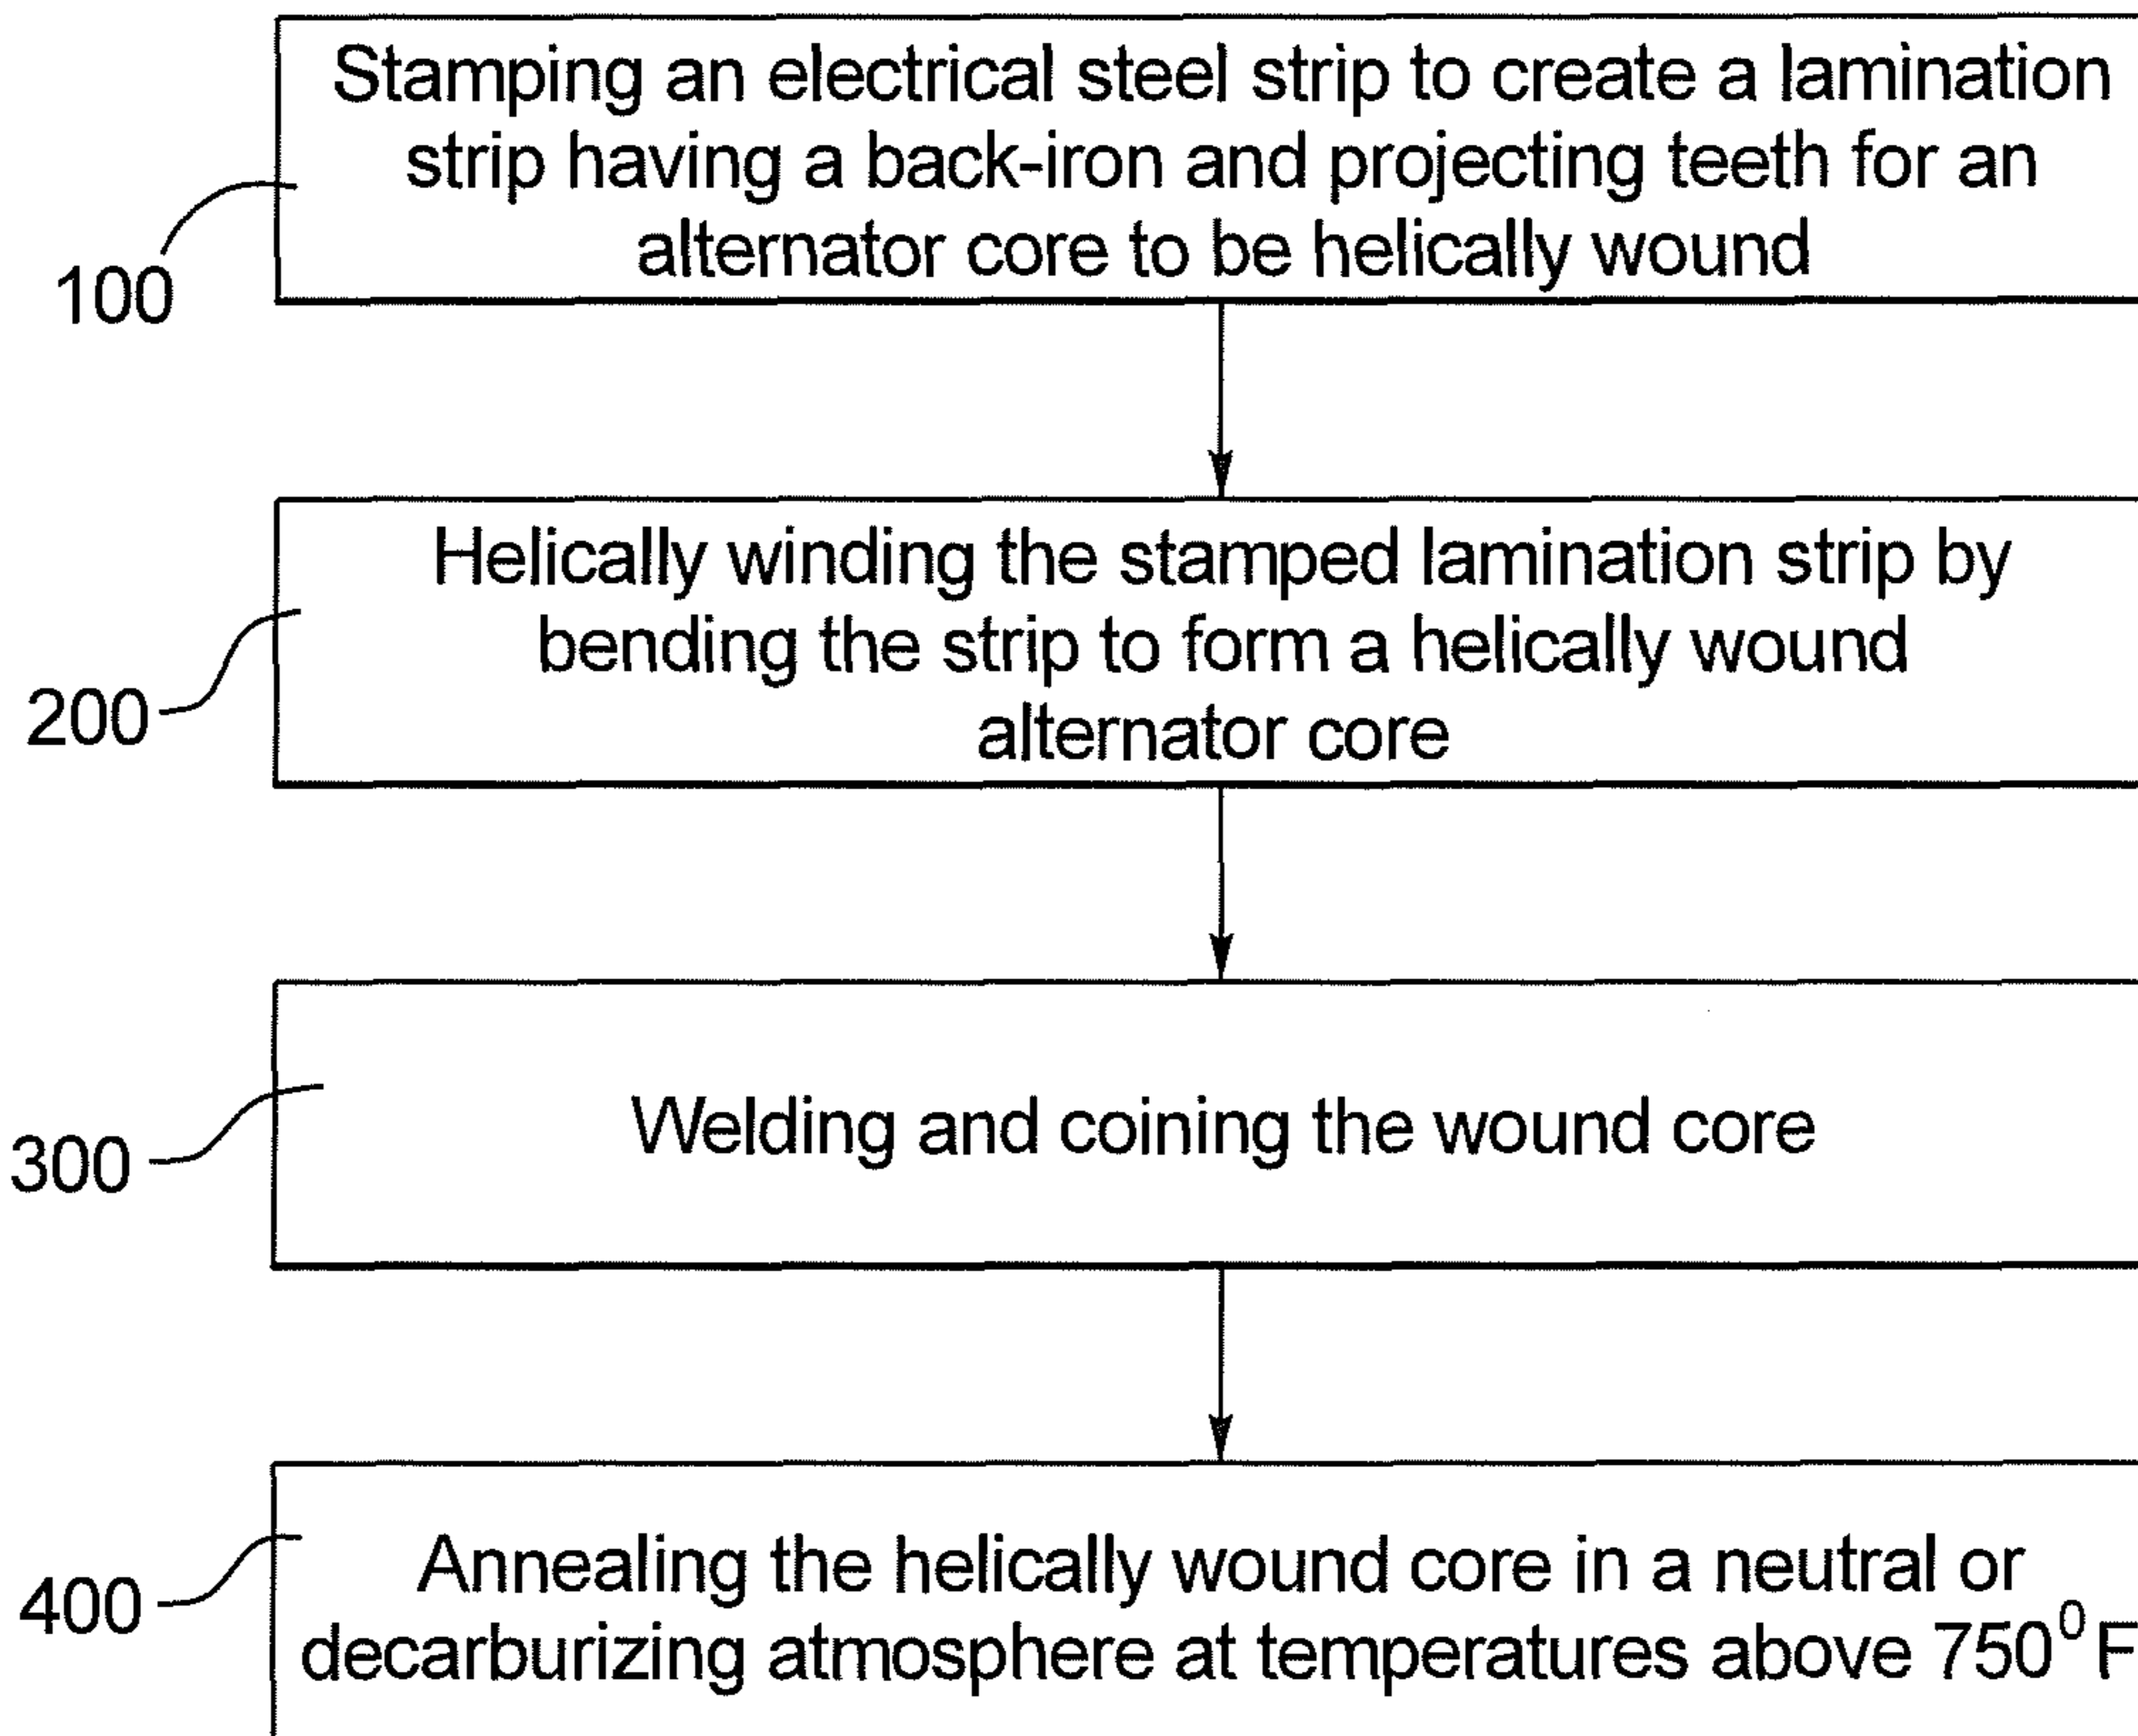 Stamping an electrical steel strip to create a lamination
strip having a back-iron and projecting teeth for an
alternator core to be helically wound
100
Helically winding the stamped lamination strip by
bending the strip to form a helically wound
alternator core
200
Welding and coining the wound core
300
Annealing the helically wound core in a neutral or
decarburizing atmosphere at temperatures above 750⁰ F
400